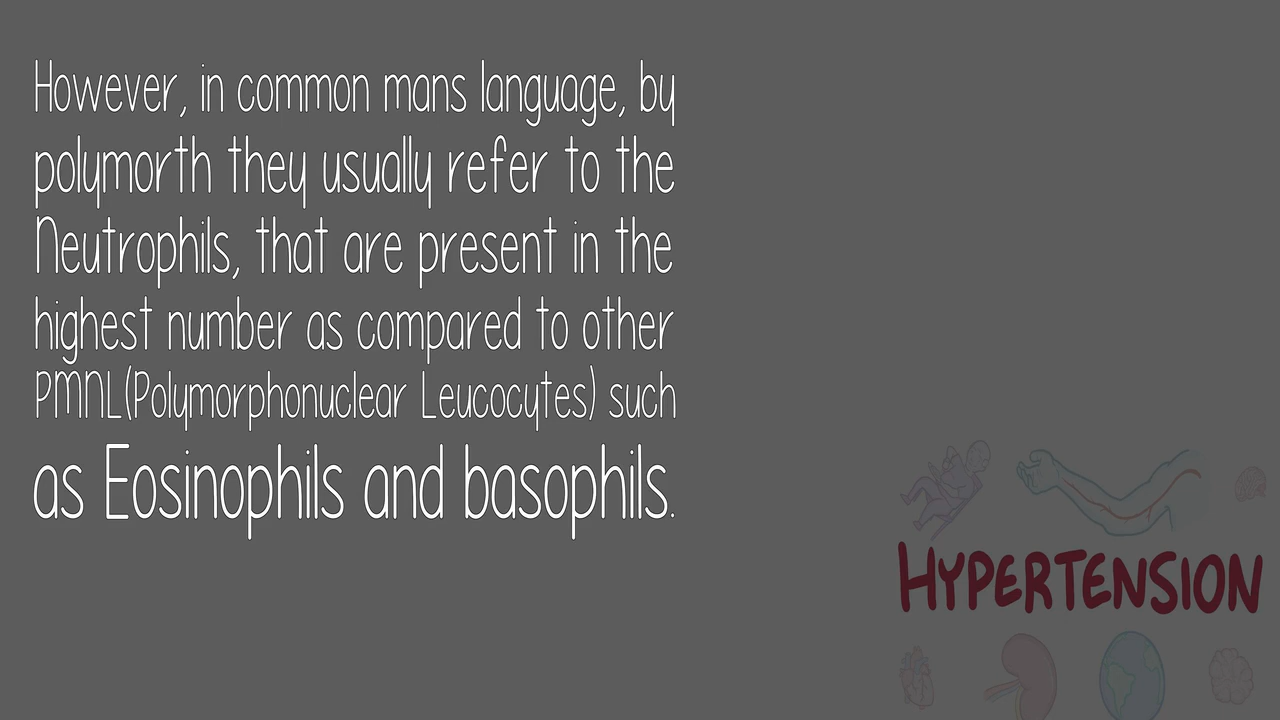 However, in common mans language, by
polymorth they usually refer to the
Neutrophils, that are present in the
highest number as compared to other
PMNL(Polymorphonuclear Leucocytes) such
as Eosinophils and basophils.
HYPERTENSION